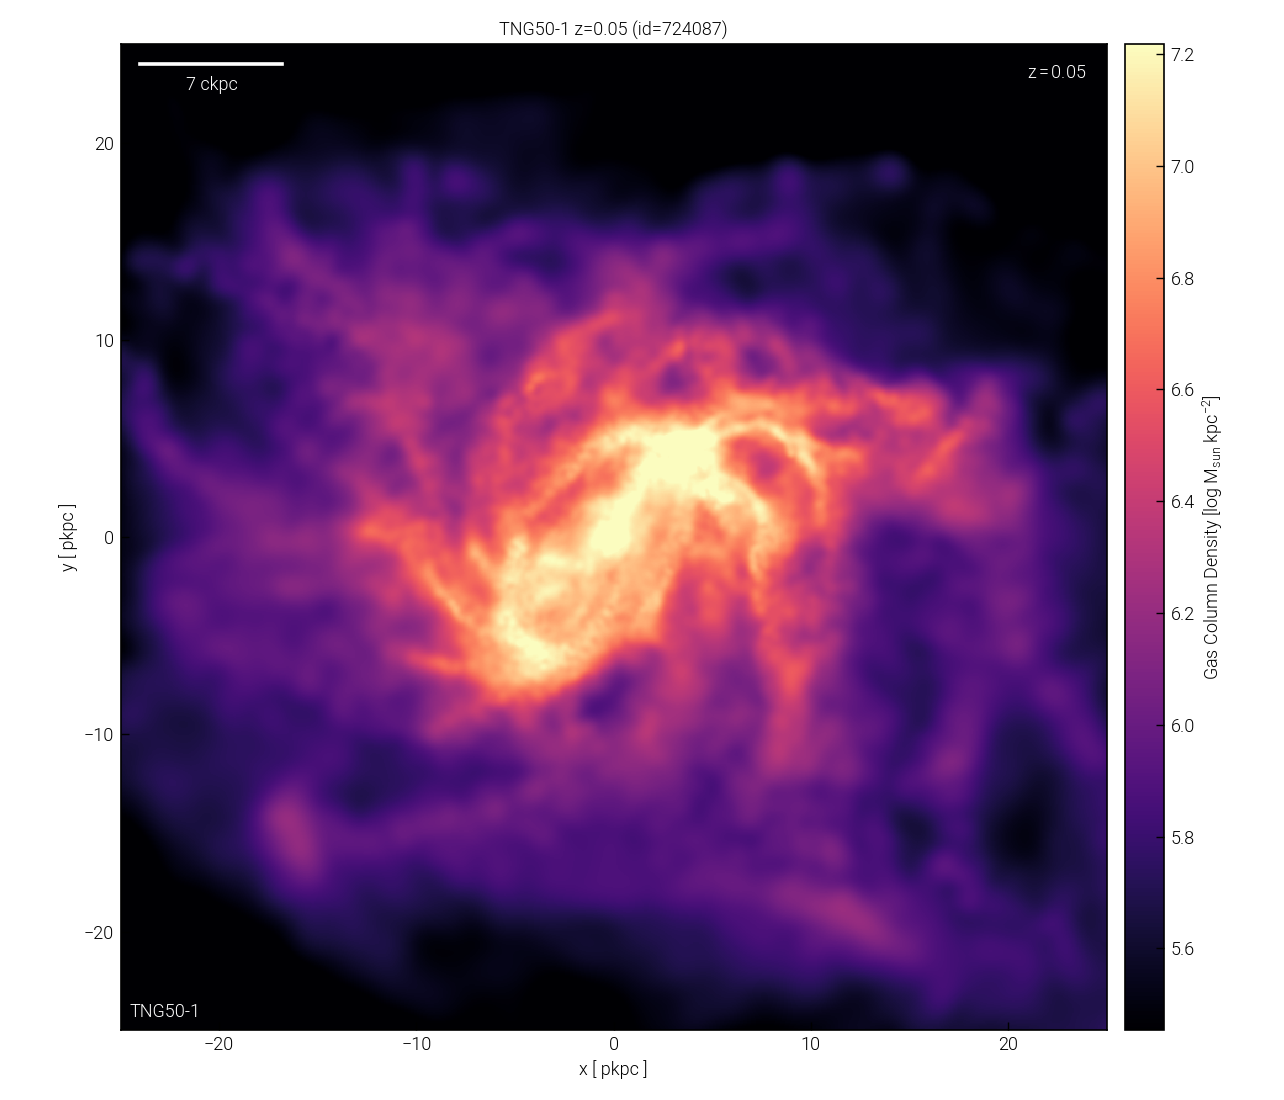 TNG50-1 z=0.05 (id=724087)
7 ckpc
z = 0.05
TNG50-1
y [ pkpc ]
20
10
0
−10
−20
−20
−10
0
10
20
x [ pkpc ]
7.2
7.0
6.8
6.6
6.4
6.2
6.0
5.8
5.6
Gas Column Density [log M_sun kpc⁻²]